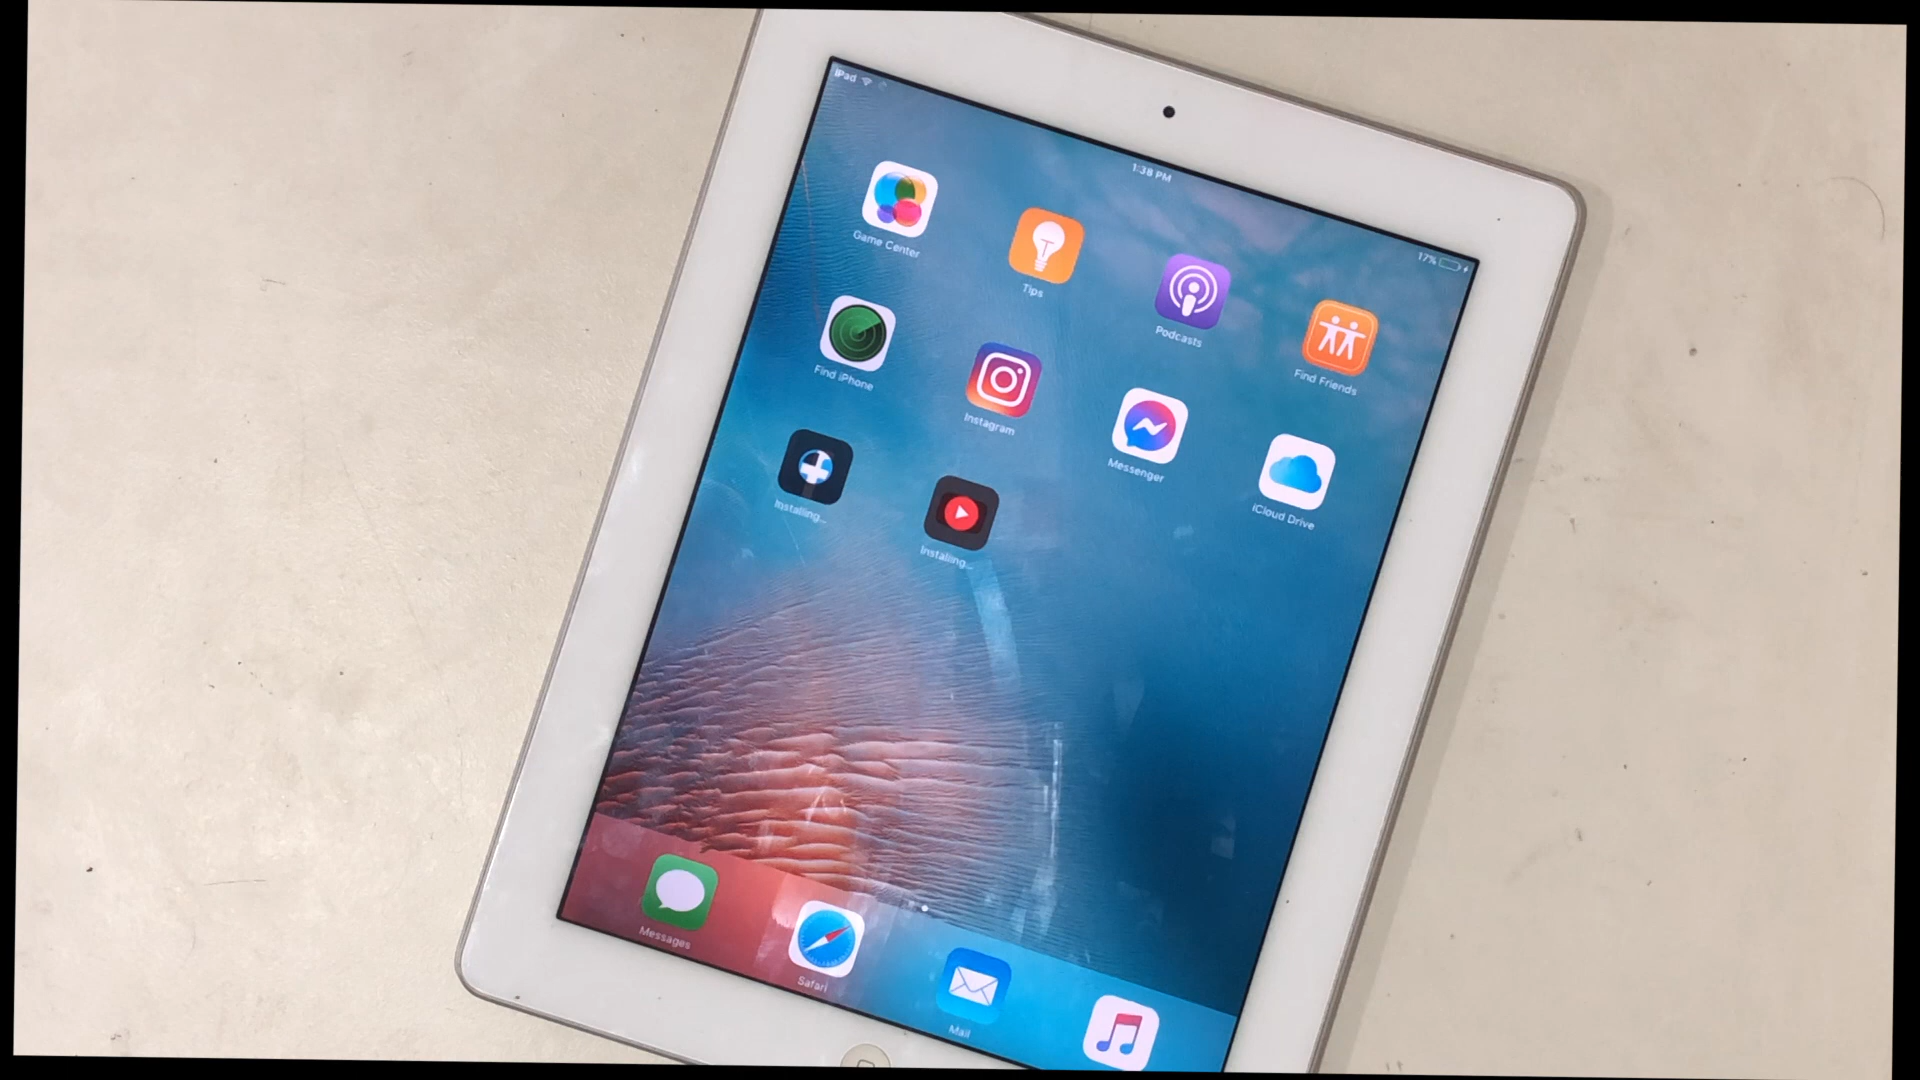 iPad
1:38 PM
17%
Game Center
Tips
Podcasts
Find Friends
Find iPhone
Instagram
Messenger
iCloud Drive
Installing...
Installing...
Messages
Safari
Mail